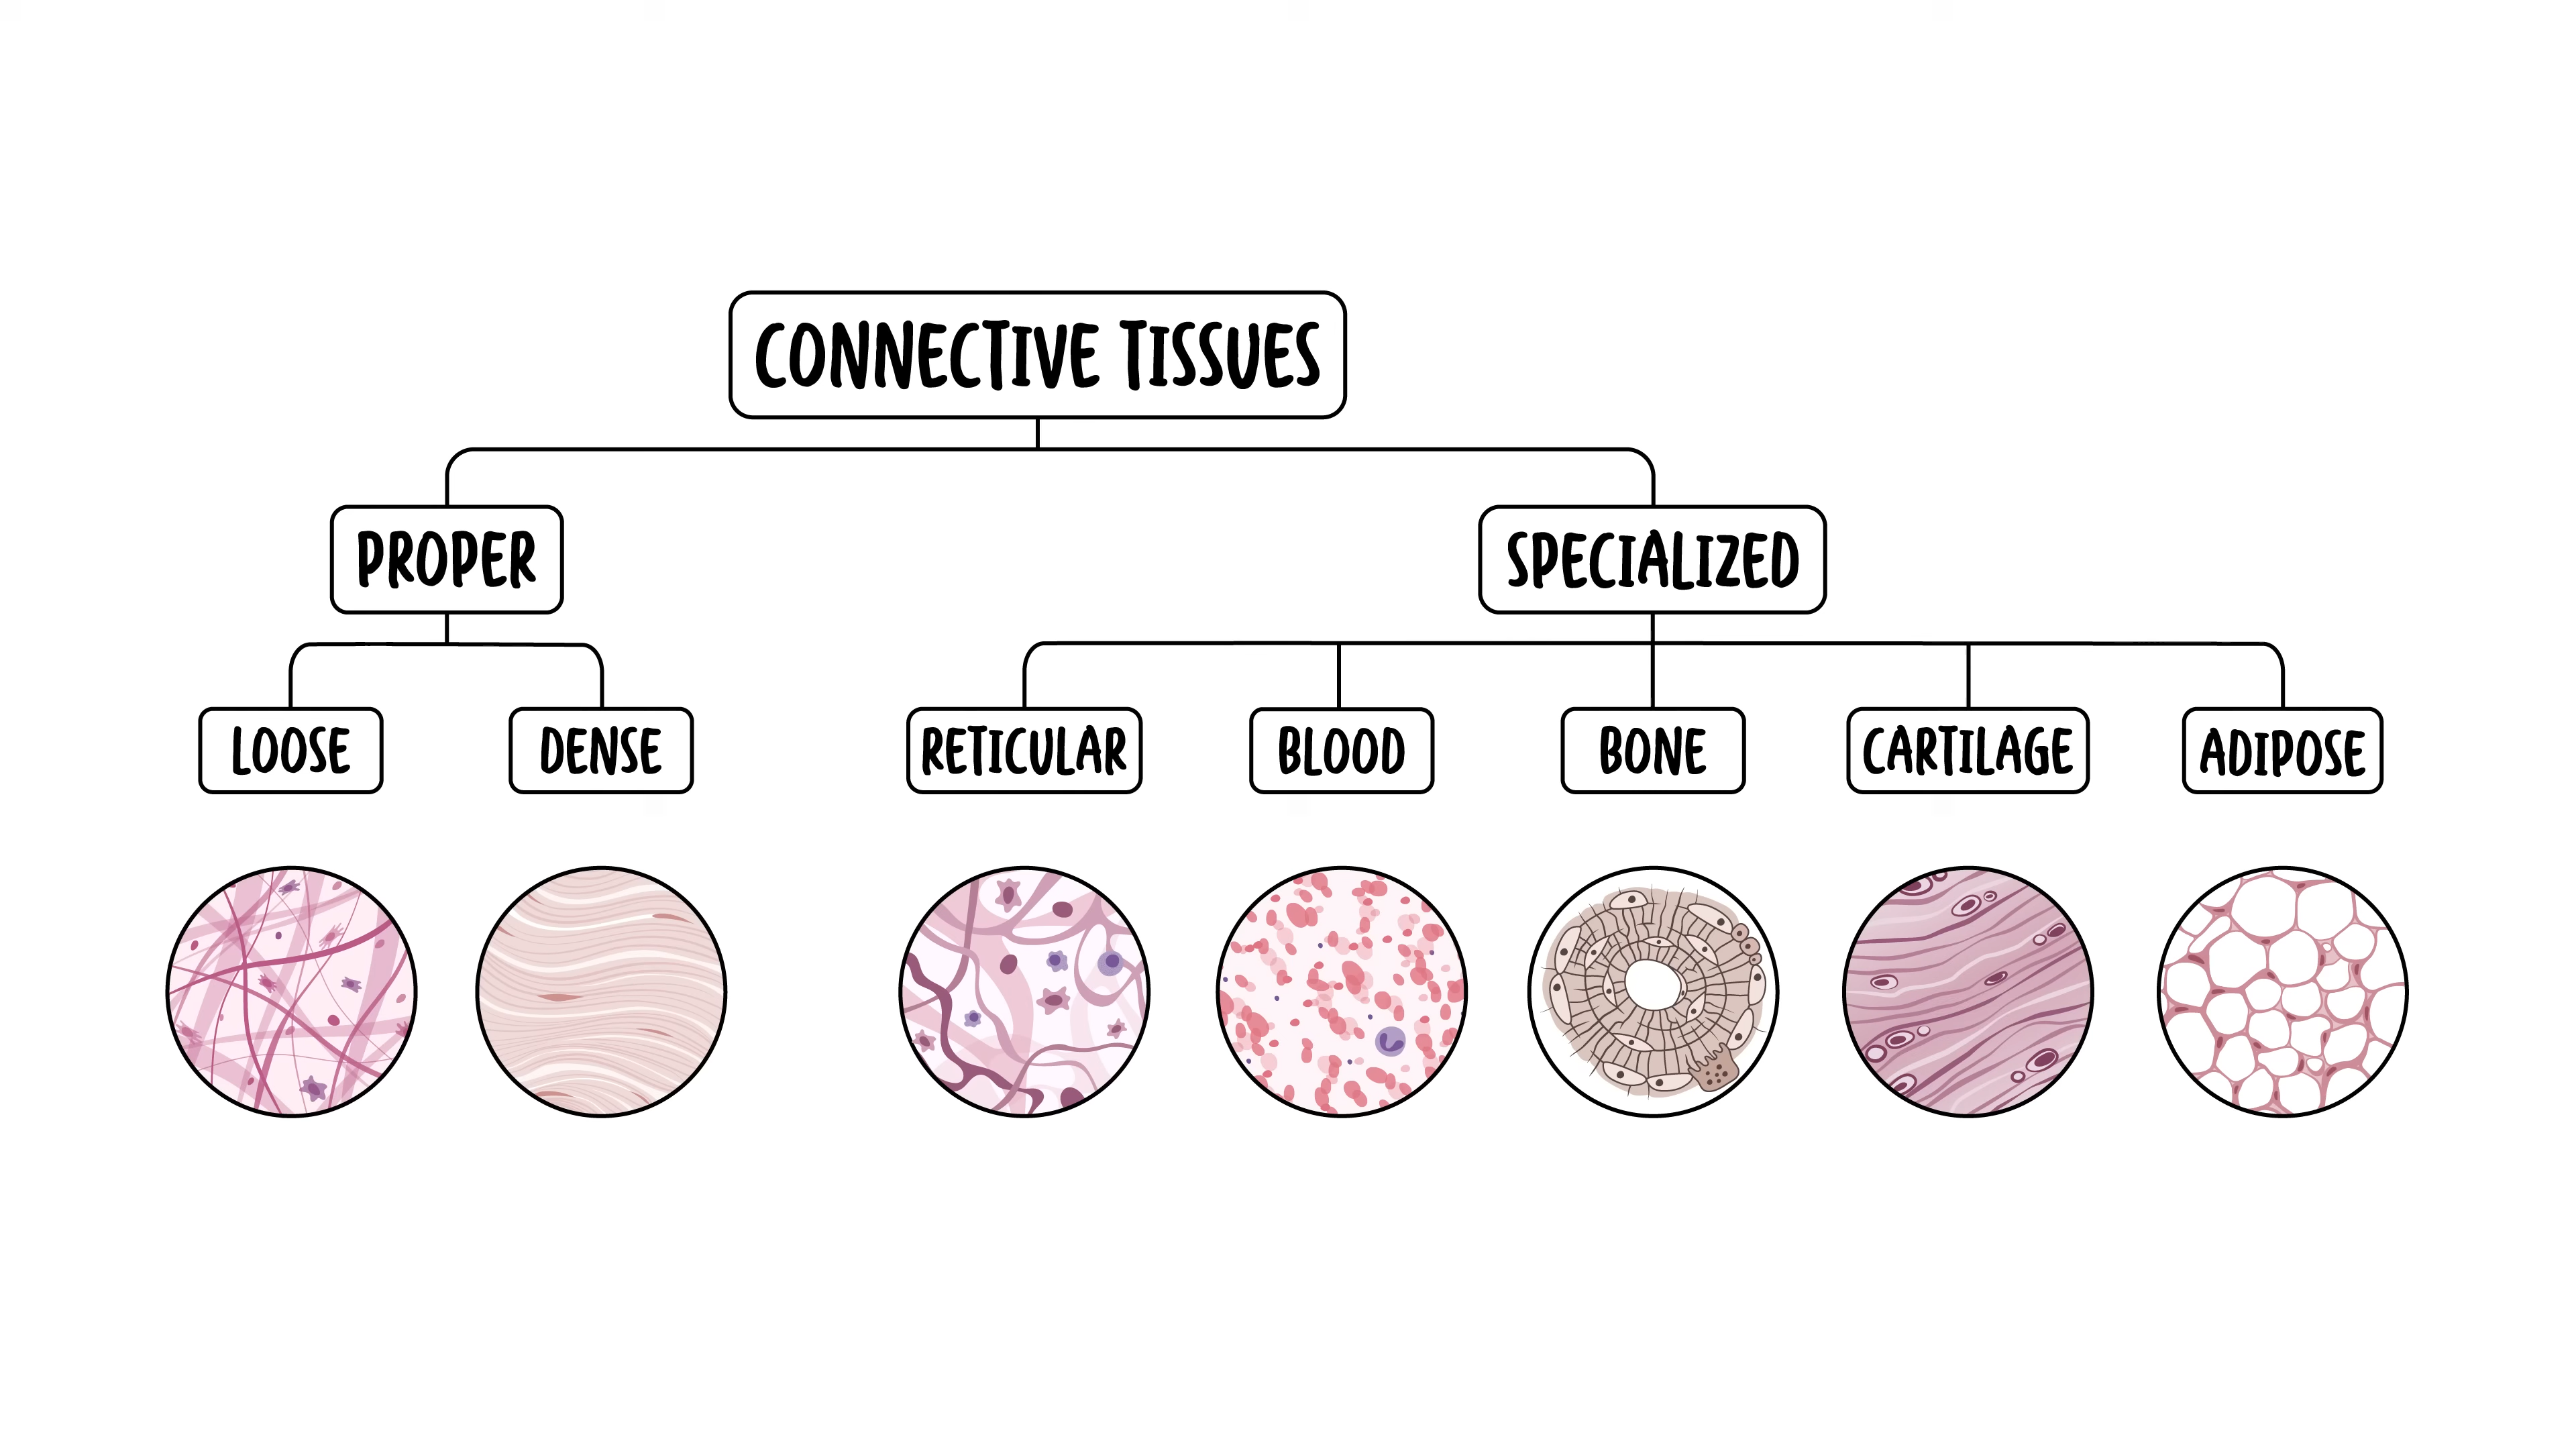 CONNECTIVE TISSUES
PROPER
SPECIALIZED
LOOSE
DENSE
RETICULAR
BLOOD
BONE
CARTILAGE
ADIPOSE